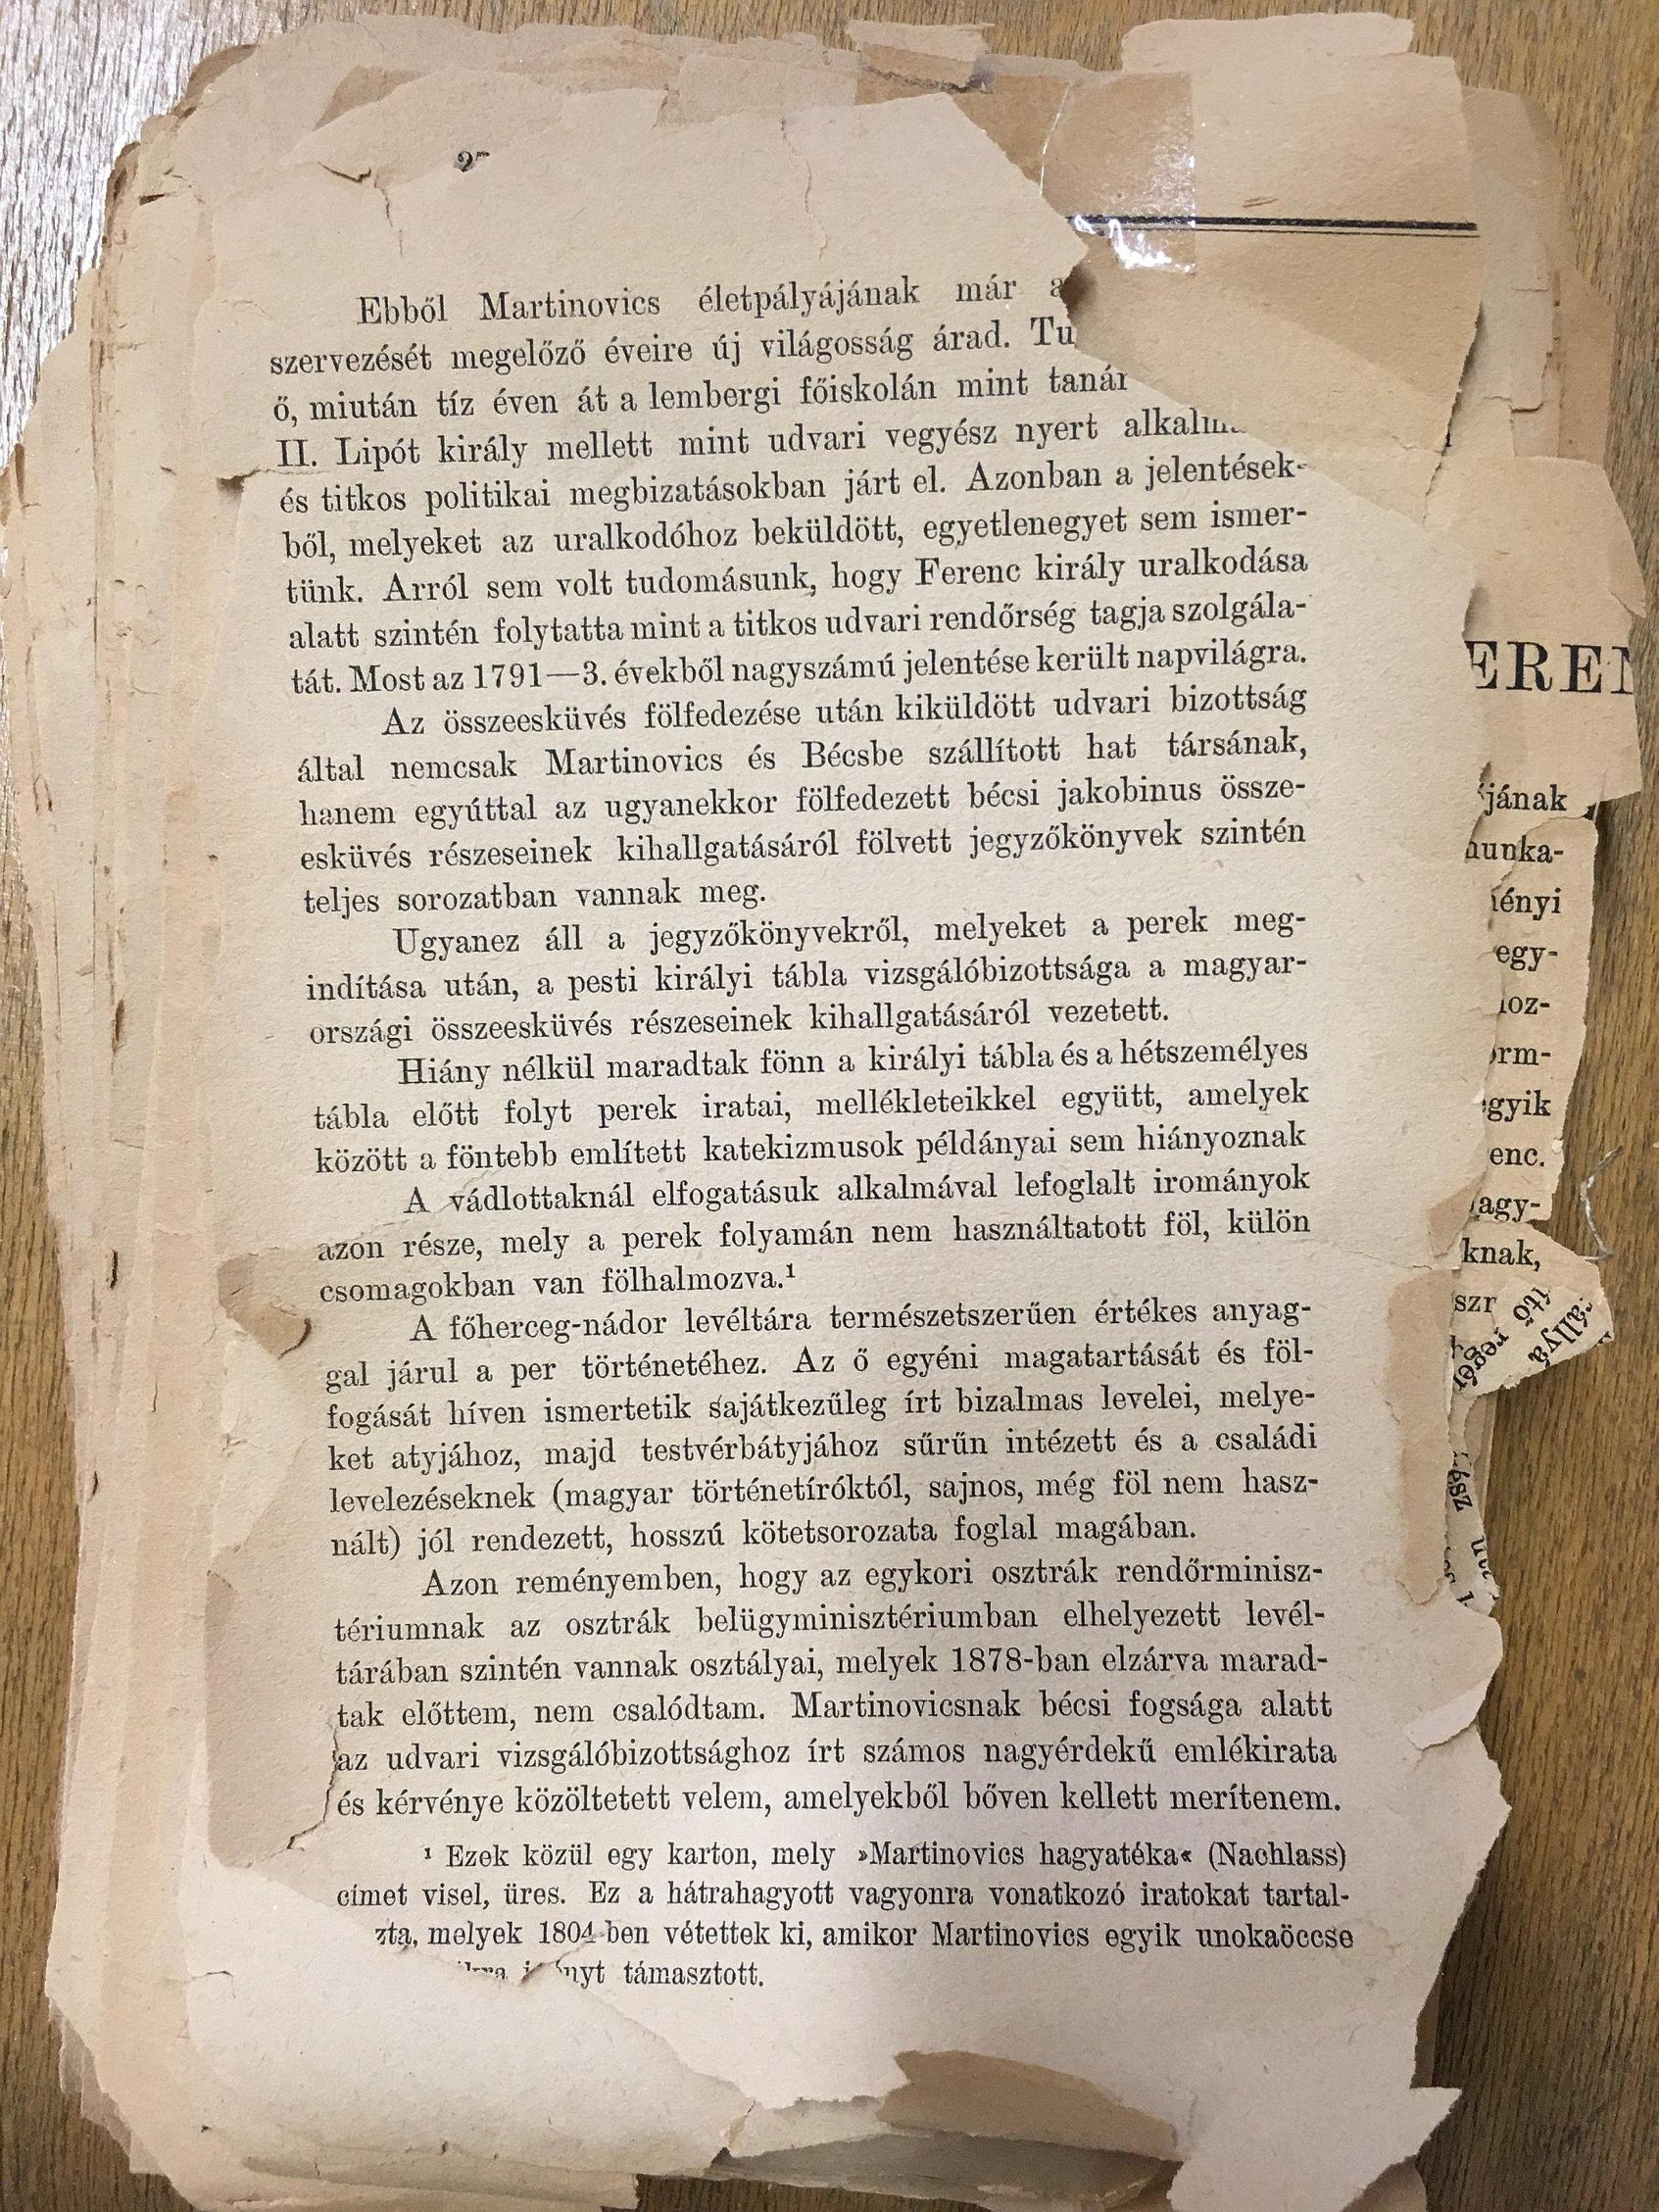 Ebből Martinovics életpályájának már
szervezését megelőző éveire új világosság árad.
ő, miután tíz éven át a lembergi főiskolán mint
II. Lipót király mellett mint udvari vegyész nyert
és titkos politikai megbizatásokban járt el. Azonban a jelentések-
ből, melyeket az uralkodóhoz beküldött, egyetlenegyet sem ismer-
tünk. Arról sem volt tudomásunk, hogy Ferenc király uralkodása
alatt szintén folytatta mint a titkos udvari rendőrség tagja szolgála-
tát. Most az 1791—3. évekből nagyszámú jelentése került napvilágra.
Az összeesküvés fölfedezése után kiküldött udvari bizottság
által nemcsak Martinovics és Bécsbe szállított hat társának,
hanem egyúttal az ugyanekkor fölfedezett bécsi jakobinus össze-
esküvés részeseinek kihallgatásáról fölvett jegyzőkönyvek szintén
teljes sorozatban vannak meg.
Ugyanez áll a jegyzőkönyvekről, melyeket a perek meg-
indítása után, a pesti királyi tábla vizsgálóbizottsága a magyar-
országi összeesküvés részeseinek kihallgatásáról vezetett.
Hiány nélkül maradtak fönn a királyi tábla és a hétszemélyes
tábla előtt folyt perek iratai, mellékleteikkel együtt, amelyek
között a föntebb említett katekizmusok példányai sem hiányoznak
A vádlottaknál elfogatásuk alkalmával lefoglalt irományok
azon része, mely a perek folyamán nem használtatott föl, külön
csomagokban van fölhalmozva.¹
A főherceg-nádor levéltára természetszerűen értékes anyag-
gal járul a per történetéhez. Az ő egyéni magatartását és föl-
fogását híven ismertetik sajátkezűleg írt bizalmas levelei, melye-
ket atyjához, majd testvérbátyjához sűrűn intézett és a családi
levelezéseknek (magyar történetíróktól, sajnos, még föl nem hasz-
nált) jól rendezett, hosszú kötetsorozata foglal magában.
Azon reményemben, hogy az egykori osztrák rendőrminisz-
tériumnak az osztrák belügyminisztériumban elhelyezett levél-
tárában szintén vannak osztályai, melyek 1878-ban elzárva marad-
tak előttem, nem csalódtam. Martinovicsnak bécsi fogsága alatt
az udvari vizsgálóbizottsághoz írt számos nagyérdekű emlékirata
és kérvénye közöltetett velem, amelyekből bőven kellett merítenem.
¹ Ezek közül egy karton, mely »Martinovics hagyatéka« (Nachlass)
címet visel, üres. Ez a hátrahagyott vagyonra vonatkozó iratokat tartal-
melyek 1804-ben vétettek ki, amikor Martinovics egyik unokaöccse
támasztott.
EREN
jának
munka-
ényi
egy-
hoz-
orm-
egyik
enc.
nagy-
knak,